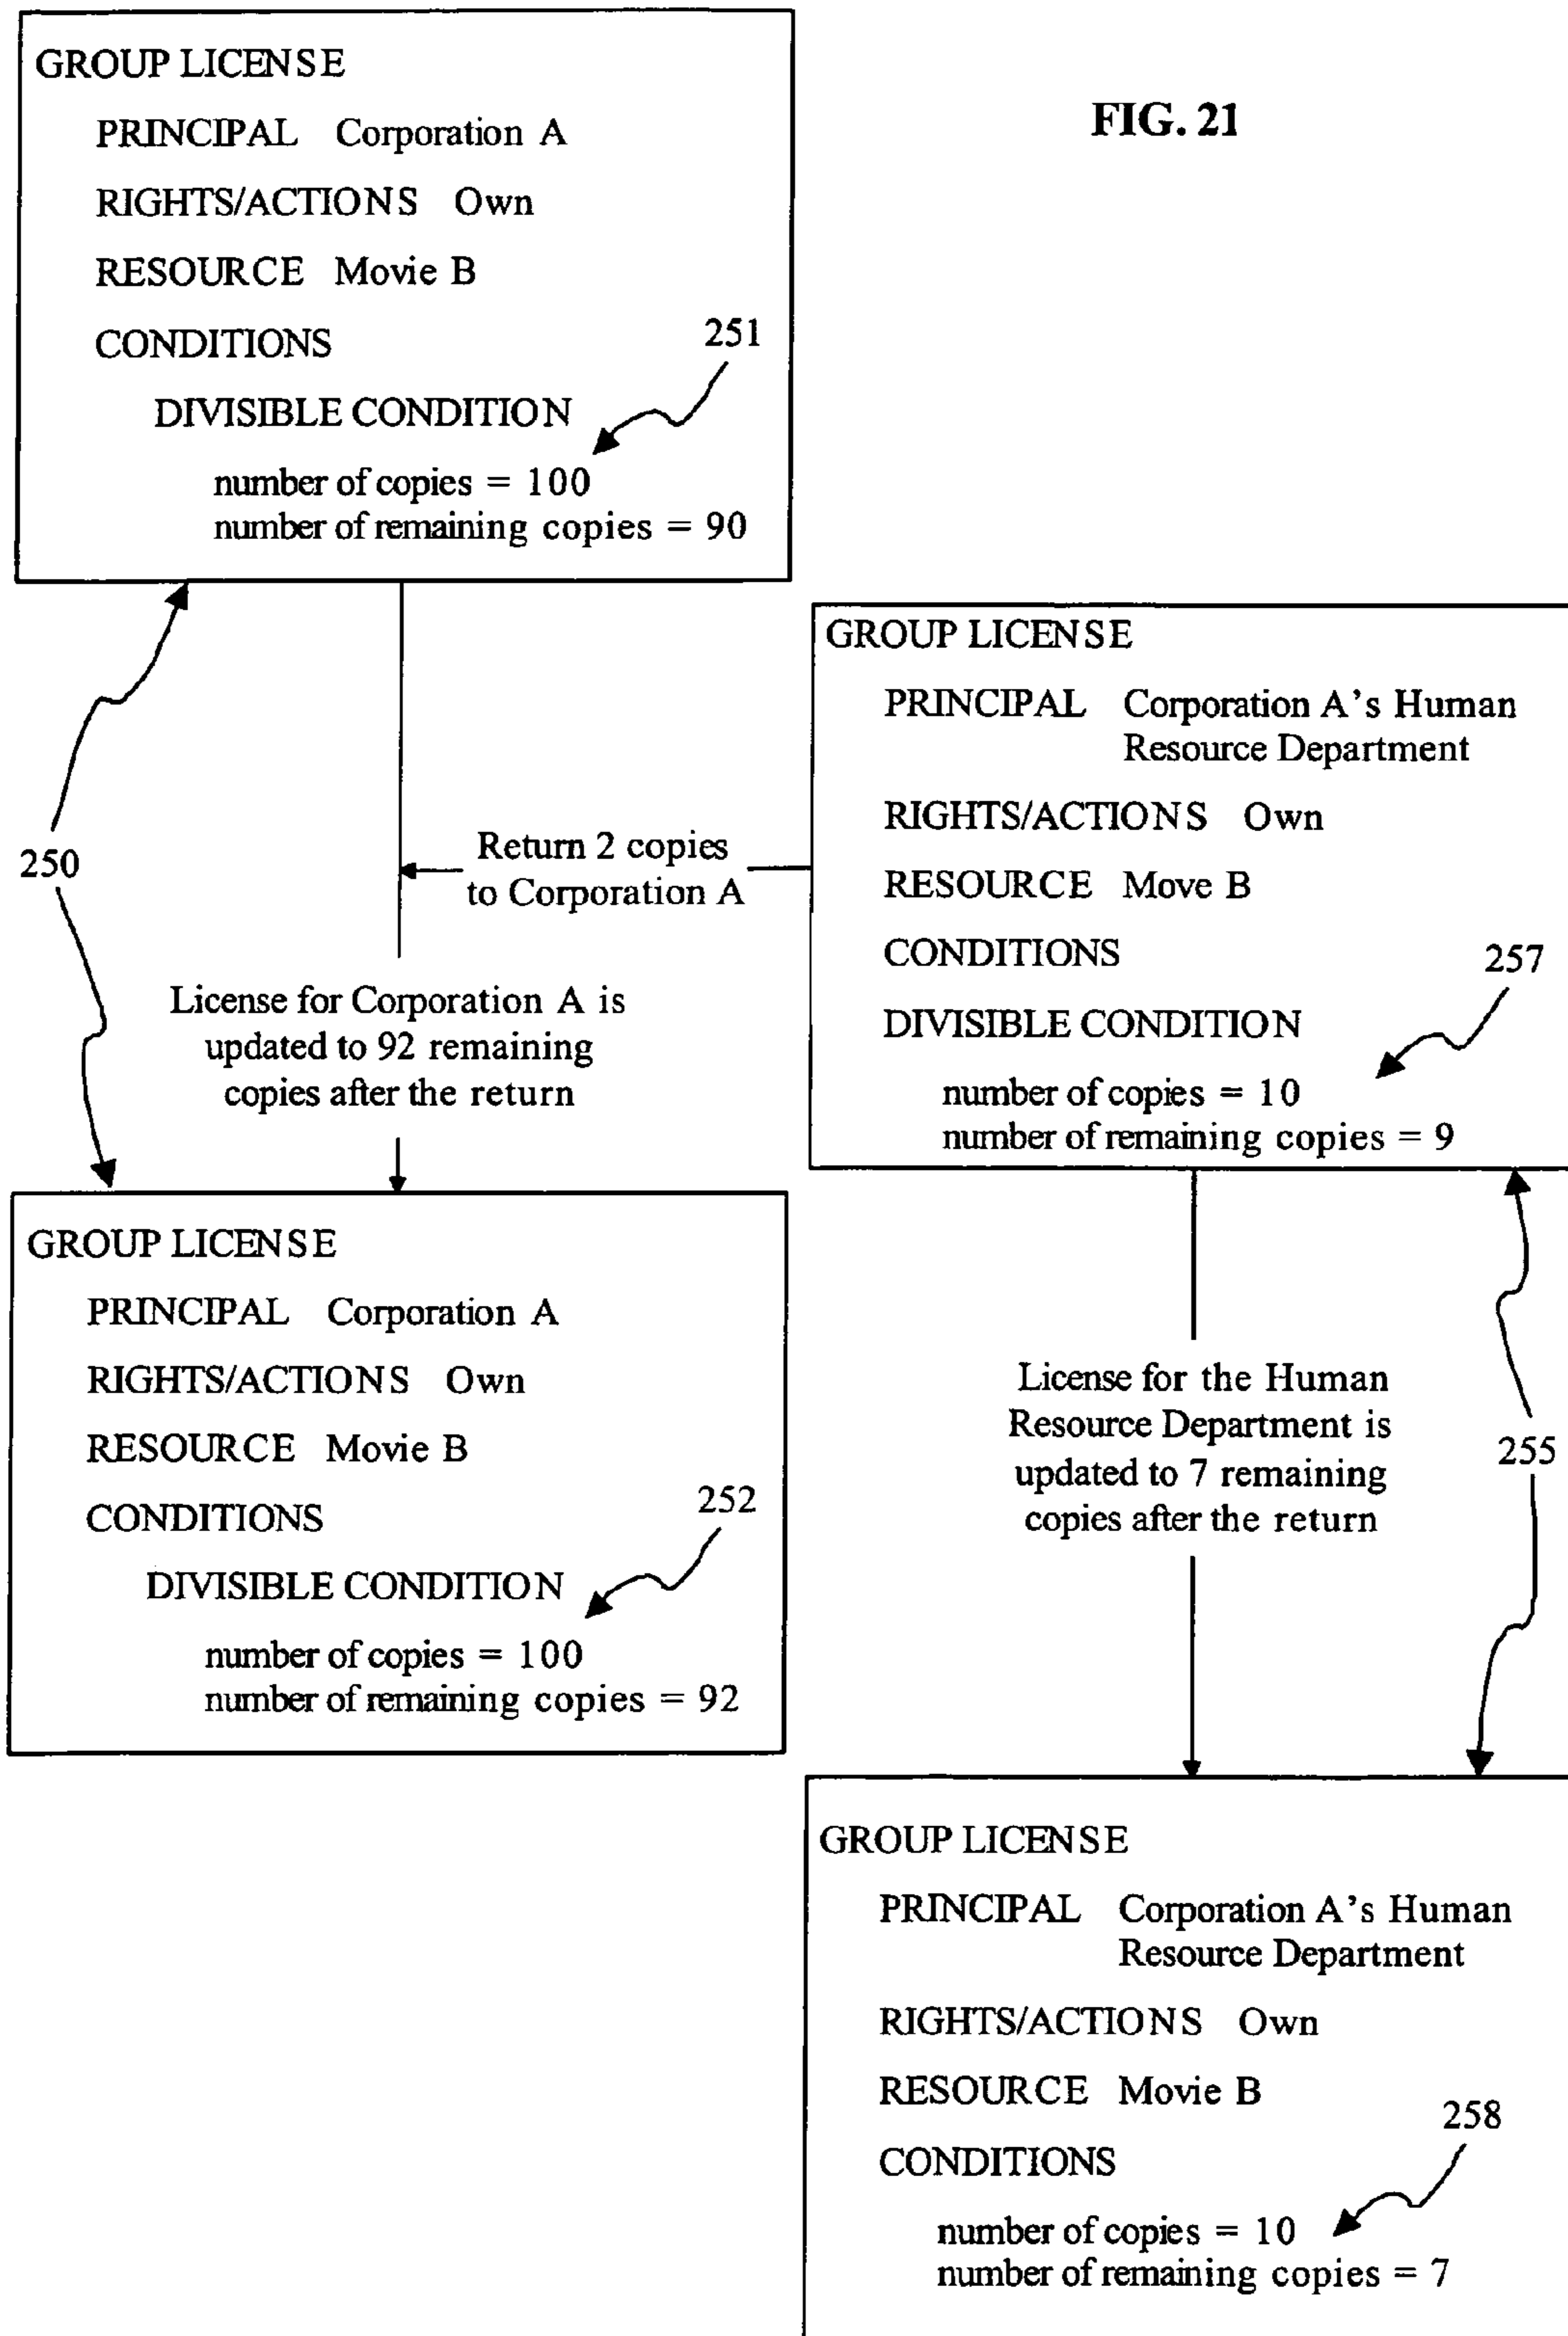 GROUP LICENSE
PRINCIPAL Corporation A
RIGHTS/ACTIONS Own
RESOURCE Movie B
CONDITIONS
251
DIVISIBLE CONDITION
number of copies = 100
number of remaining copies = 90
FIG. 21
250
Return 2 copies
to Corporation A
GROUP LICENSE
PRINCIPAL Corporation A's Human
Resource Department
RIGHTS/ACTIONS Own
RESOURCE Move B
CONDITIONS
257
DIVISIBLE CONDITION
number of copies = 10
number of remaining copies = 9
License for Corporation A is
updated to 92 remaining
copies after the return
GROUP LICENSE
PRINCIPAL Corporation A
RIGHTS/ACTIONS Own
RESOURCE Movie B
CONDITIONS
252
DIVISIBLE CONDITION
number of copies = 100
number of remaining copies = 92
License for the Human
Resource Department is
updated to 7 remaining
copies after the return
255
GROUP LICENSE
PRINCIPAL Corporation A's Human
Resource Department
RIGHTS/ACTIONS Own
RESOURCE Movie B
CONDITIONS
258
number of copies = 10
number of remaining copies = 7